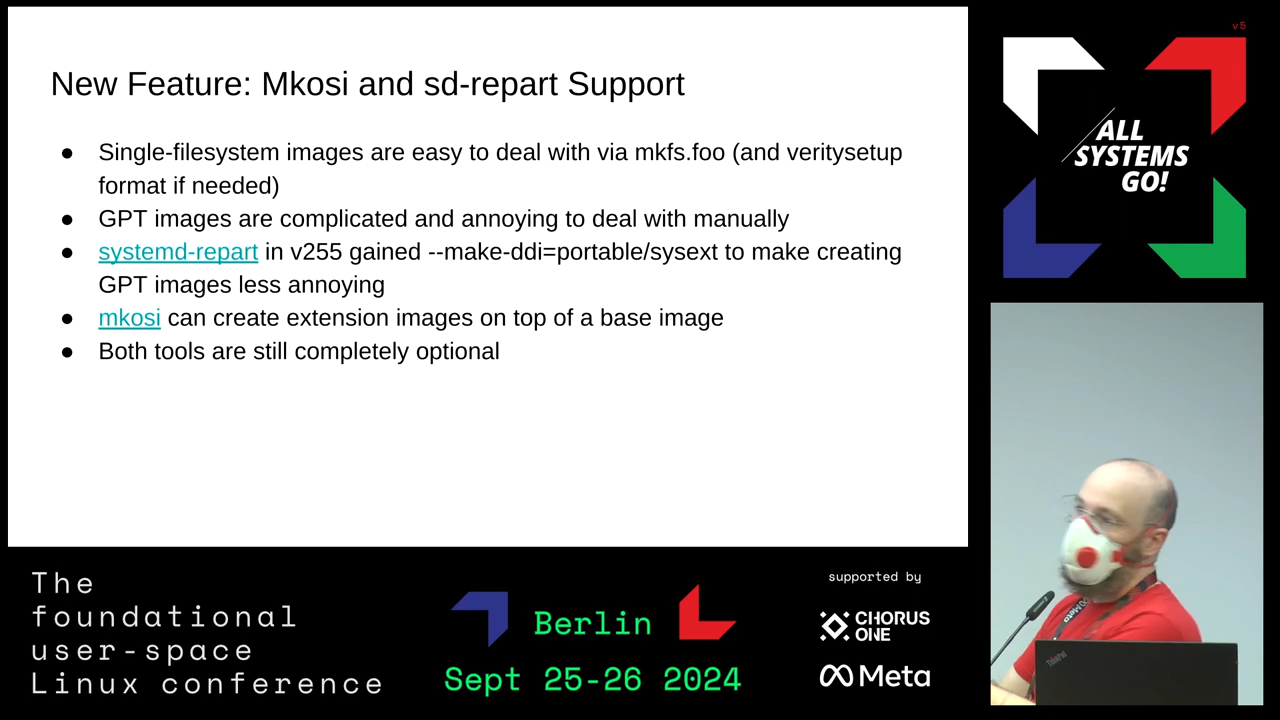 New Feature: Mkosi and sd-repart Support
● Single-filesystem images are easy to deal with via mkfs.foo (and veritysetup
format if needed)
● GPT images are complicated and annoying to deal with manually
● systemd-repart in v255 gained --make-ddi=portable/sysext to make creating
GPT images less annoying
● mkosi can create extension images on top of a base image
● Both tools are still completely optional
v5
ALL
SYSTEMS
GO!
The
foundational
user-space
Linux conference
Berlin
Sept 25-26 2024
supported by
CHORUS
ONE
Meta
Meta
ThinkPad